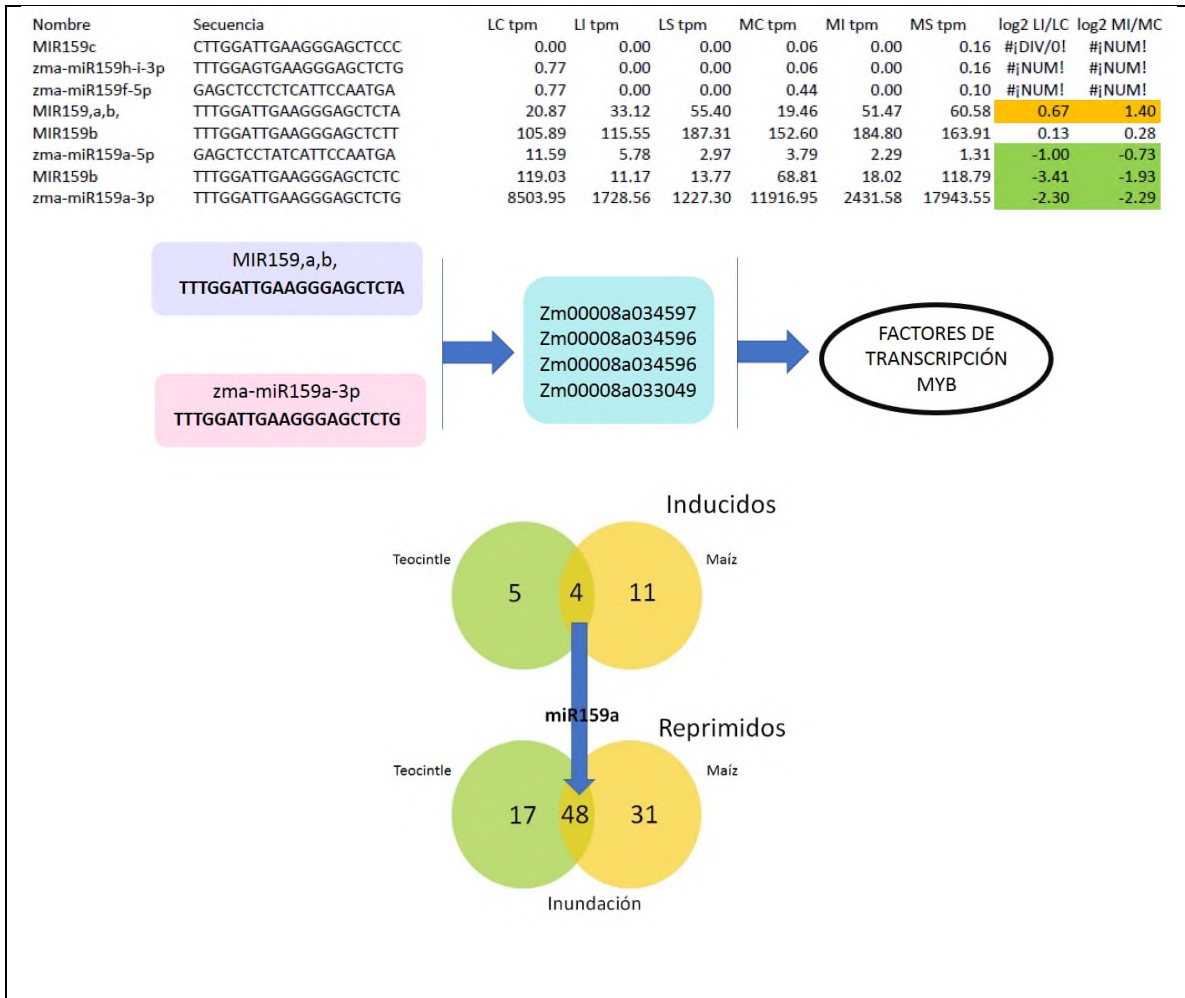 Nombre Secuencia LC tpm LI tpm LS tpm MC tpm MI tpm MS tpm log2 LI/LC log2 MI/MC
MIR159c CTTGGATTGAAGGGAGCTCCC 0.00 0.00 0.00 0.06 0.00 0.16 #¡DIV/0! #¡NUM!
zma-miR159h-i-3p TTTGGAGTGAAGGGAGCTCTG 0.77 0.00 0.00 0.06 0.00 0.16 #¡NUM! #¡NUM!
zma-miR159f-5p GAGCTCCTCTCATTCCAATGA 0.77 0.00 0.00 0.44 0.00 0.10 #¡NUM! #¡NUM!
MIR159,a,b, TTTGGATTGAAGGGAGCTCTA 20.87 33.12 55.40 19.46 51.47 60.58 0.67 1.40
MIR159b TTTGGATTGAAGGGAGCTCTT 105.89 115.55 187.31 152.60 184.80 163.91 0.13 0.28
zma-miR159a-5p GAGCTCCTATCATTCCAATGA 11.59 5.78 2.97 3.79 2.29 1.31 -1.00 -0.73
MIR159b TTTGGATTGAAGGGAGCTCTC 119.03 11.17 13.77 68.81 18.02 118.79 -3.41 -1.93
zma-miR159a-3p TTTGGATTGAAGGGAGCTCTG 8503.95 1728.56 1227.30 11916.95 2431.58 17943.55 -2.30 -2.29
MIR159,a,b,
TTTGGATTGAAGGGAGCTCTA
zma-miR159a-3p
TTTGGATTGAAGGGAGCTCTG
Zm00008a034597
Zm00008a034596
Zm00008a034596
Zm00008a033049
FACTORES DE
TRANSCRIPCIÓN
MYB
Inducidos
Teocintle Maíz
5 4 11
miR159a
Reprimidos
Teocintle Maíz
17 48 31
Inundación